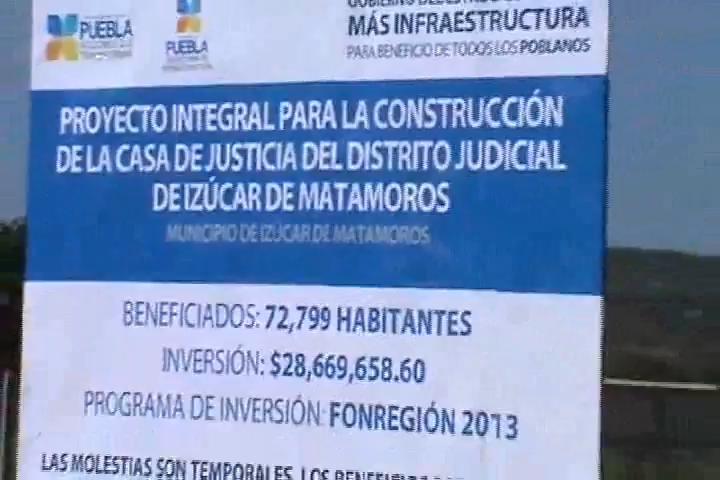 PUEBLA
PUEBLA
MÁS INFRAESTRUCTURA
PARA BENEFICIO DE TODOS LOS POBLANOS
PROYECTO INTEGRAL PARA LA CONSTRUCCIÓN
DE LA CASA DE JUSTICIA DEL DISTRITO JUDICIAL
DE IZÚCAR DE MATAMOROS
MUNICIPIO DE IZÚCAR DE MATAMOROS
BENEFICIADOS: 72,799 HABITANTES
INVERSIÓN: $28,669,658.60
PROGRAMA DE INVERSIÓN: FONREGIÓN 2013
LAS MOLESTIAS SON TEMPORALES, LOS